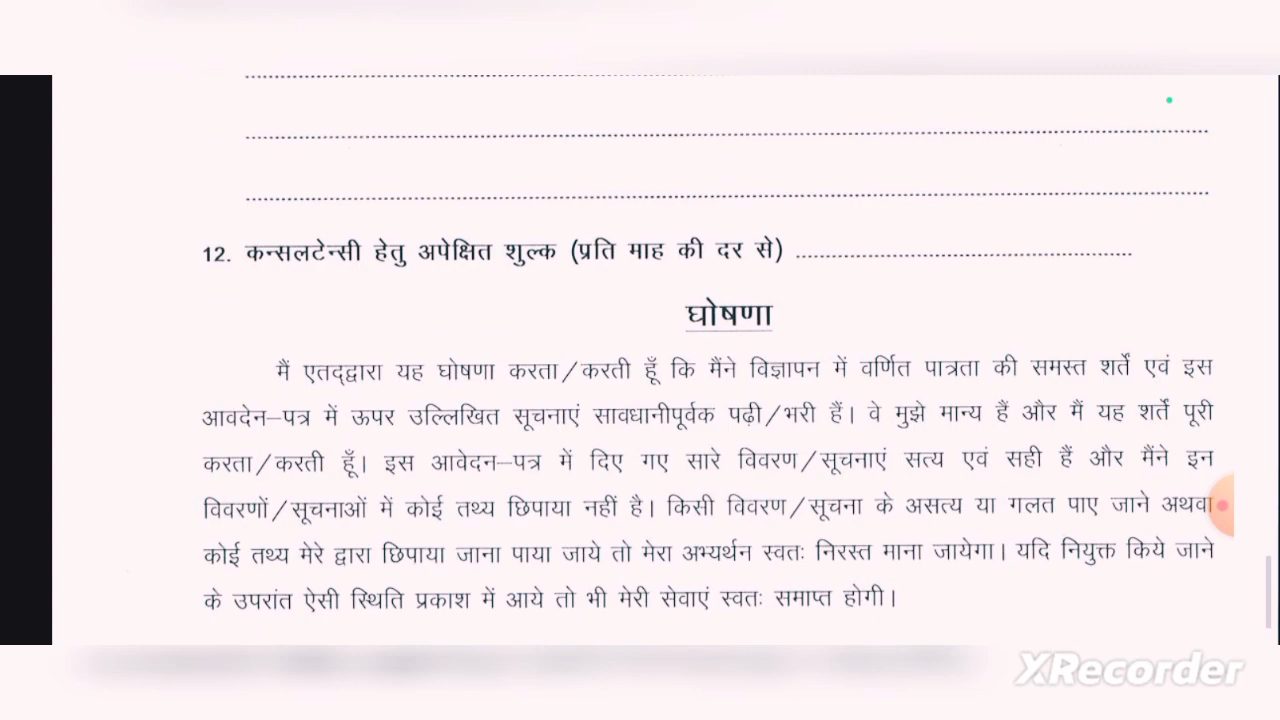 12. कन्सलटेन्सी हेतु अपेक्षित शुल्क (प्रति माह की दर से) ........................................................
घोषणा
मैं एतद्द्वारा यह घोषणा करता/करती हूँ कि मैंने विज्ञापन में वर्णित पात्रता की समस्त शर्तें एवं इस
आवदेन–पत्र में ऊपर उल्लिखित सूचनाएं सावधानीपूर्वक पढ़ी/भरी हैं। वे मुझे मान्य हैं और मैं यह शर्ते पूरी
करता/करती हूँ। इस आवेदन–पत्र में दिए गए सारे विवरण/सूचनाएं सत्य एवं सही हैं और मैंने इन
विवरणों/सूचनाओं में कोई तथ्य छिपाया नहीं है। किसी विवरण/सूचना के असत्य या गलत पाए जाने अथवा
कोई तथ्य मेरे द्वारा छिपाया जाना पाया जाये तो मेरा अभ्यर्थन स्वतः निरस्त माना जायेगा। यदि नियुक्त किये जाने
के उपरांत ऐसी स्थिति प्रकाश में आये तो भी मेरी सेवाएं स्वतः समाप्त होगी।
XRecorder